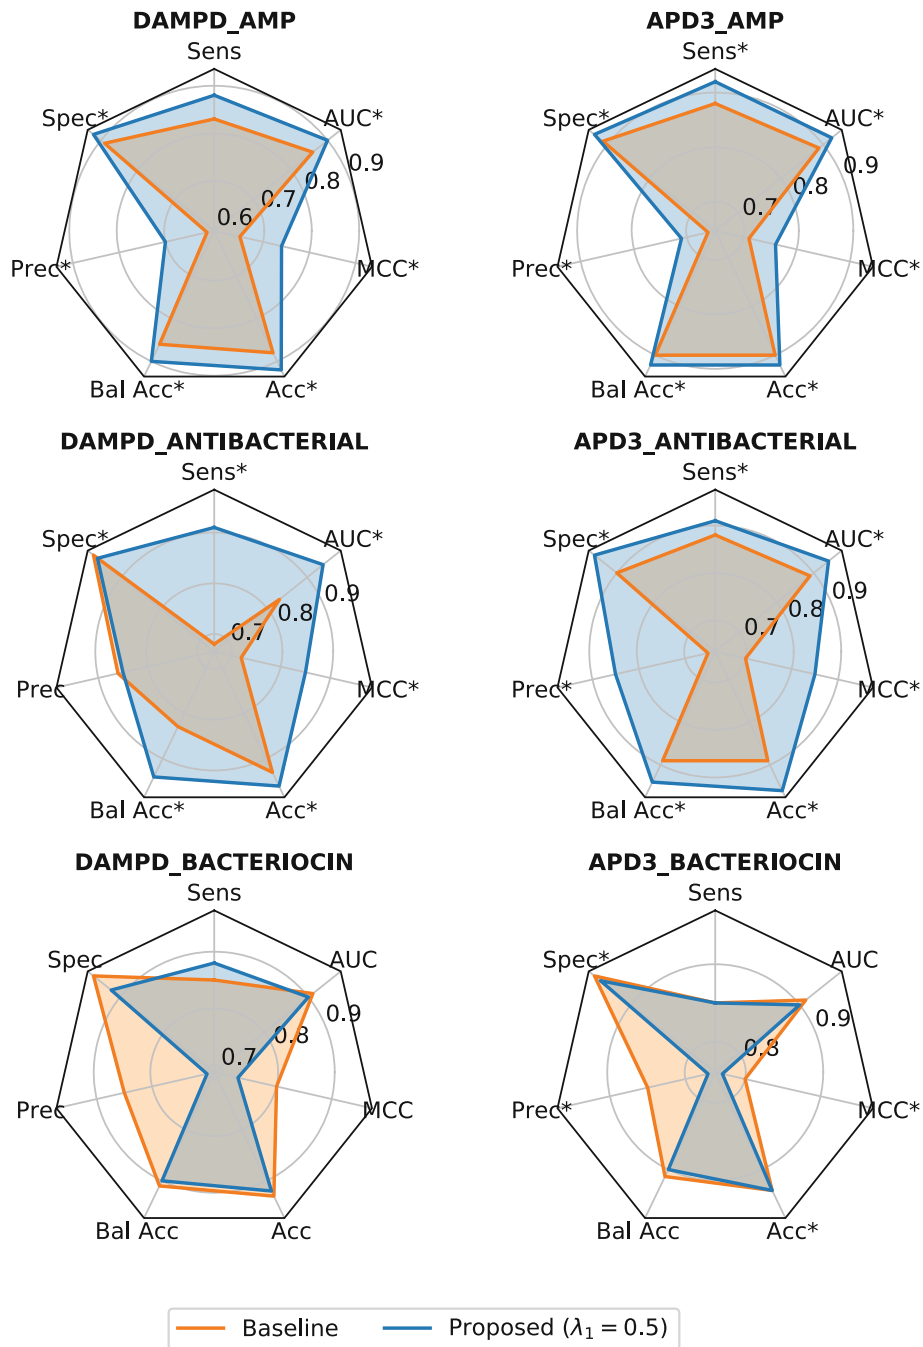 DAMPD_AMP
Sens
AUC*
MCC*
Acc*
Bal Acc*
Prec*
Spec*
0.6
0.7
0.8
0.9
APD3_AMP
Sens*
AUC*
MCC*
Acc*
Bal Acc*
Prec*
Spec*
0.7
0.8
0.9
DAMPD_ANTIBACTERIAL
Sens*
AUC*
MCC*
Acc*
Bal Acc*
Prec
Spec*
0.7
0.8
0.9
APD3_ANTIBACTERIAL
Sens*
AUC*
MCC*
Acc*
Bal Acc*
Prec*
Spec*
0.7
0.8
0.9
DAMPD_BACTERIOCIN
Sens
AUC
MCC
Acc
Bal Acc
Prec
Spec
0.7
0.8
0.9
APD3_BACTERIOCIN
Sens
AUC
MCC*
Acc*
Bal Acc
Prec*
Spec*
0.8
0.9
Baseline
Proposed (λ₁ = 0.5)